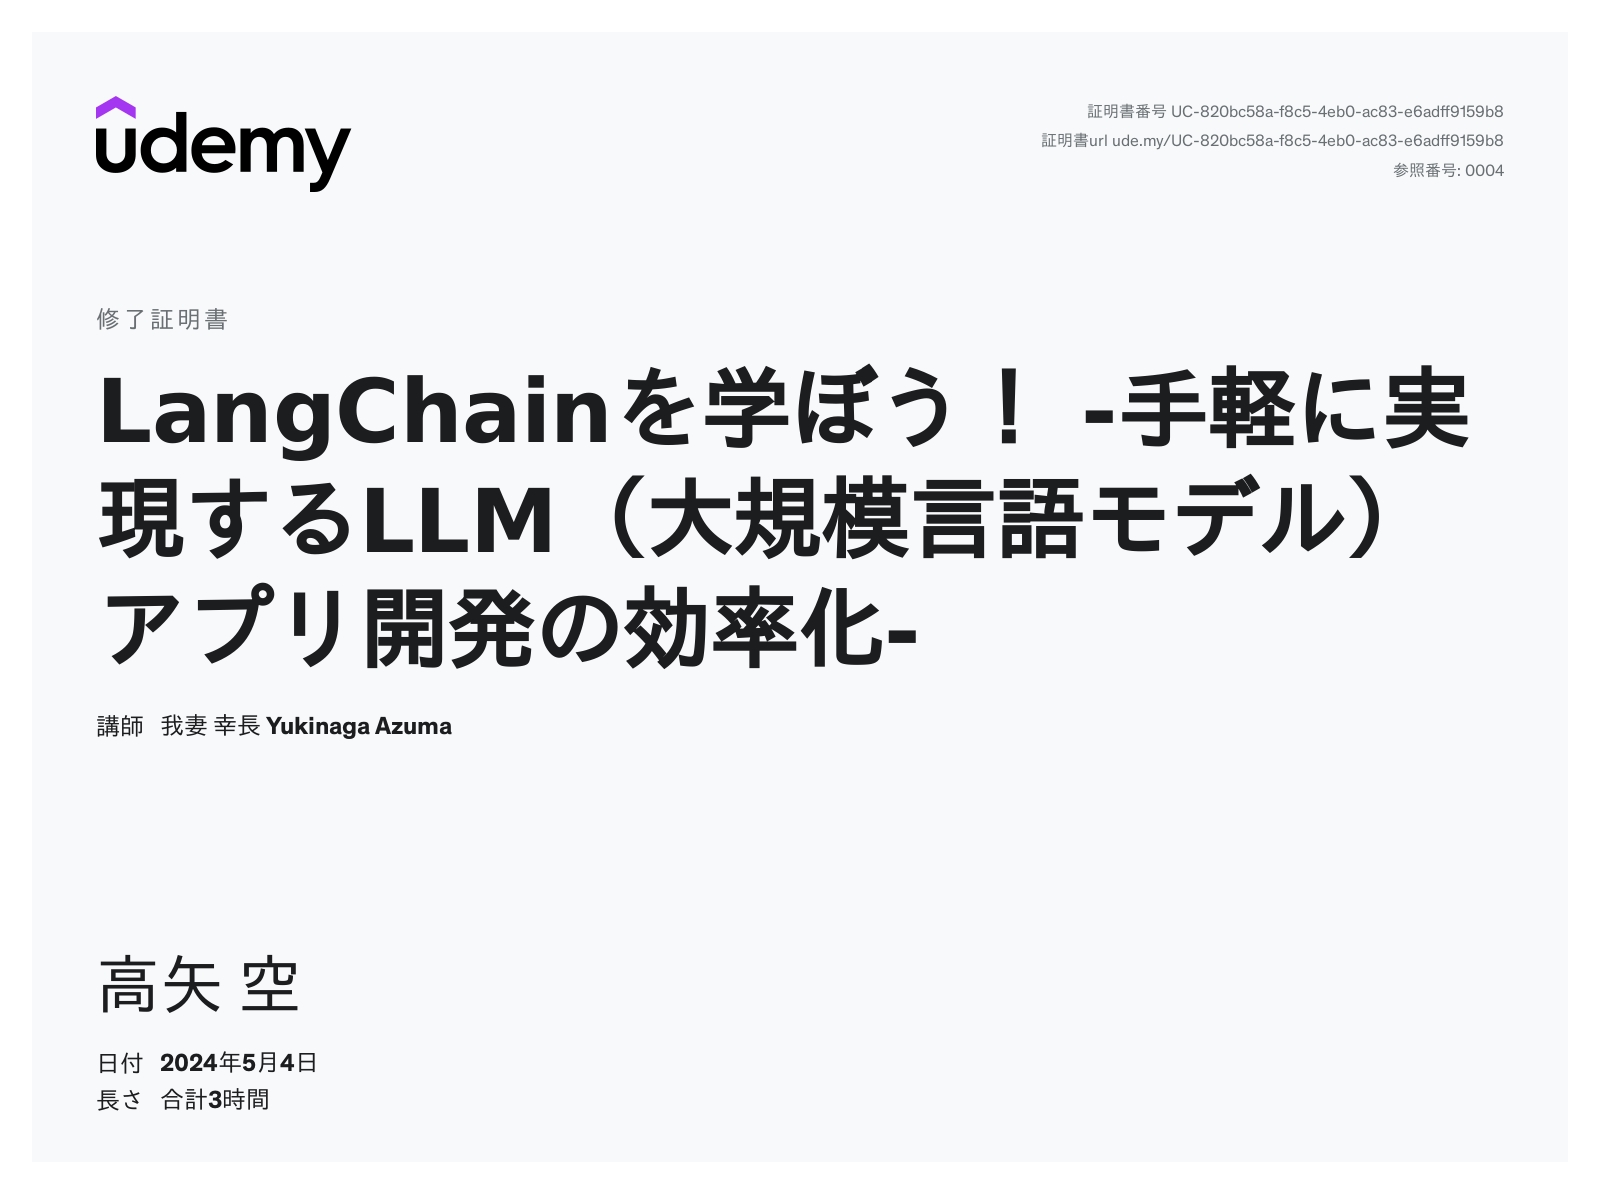 udemy
証明書番号 UC-820bc58a-f8c5-4eb0-ac83-e6adff9159b8
証明書url ude.my/UC-820bc58a-f8c5-4eb0-ac83-e6adff9159b8
参照番号: 0004
修了証明書
LangChainを学ぼう！ -手軽に実
現するLLM（大規模言語モデル）
アプリ開発の効率化-
講師 我妻 幸長 Yukinaga Azuma
高矢 空
日付 2024年5月4日
長さ 合計3時間